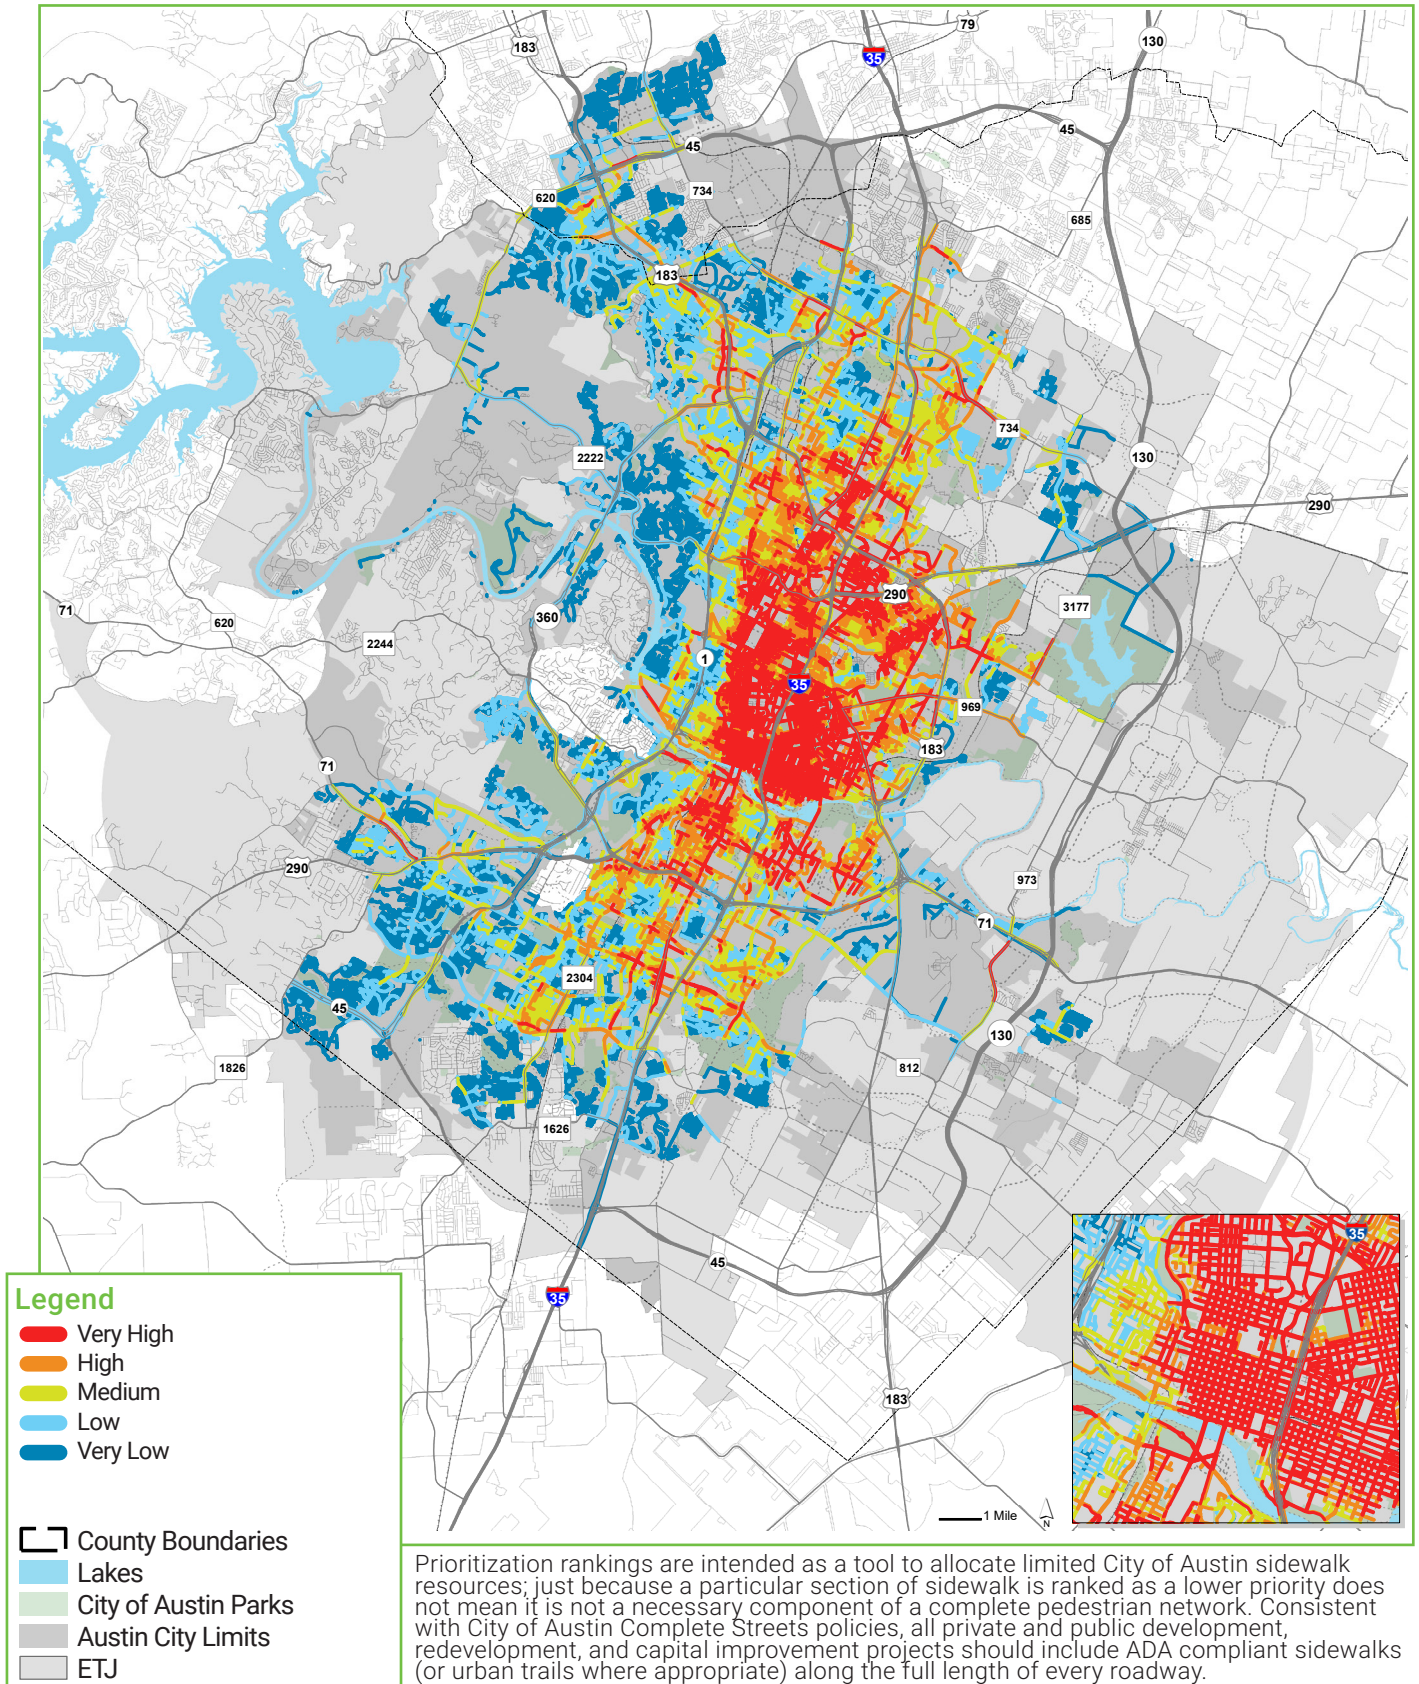 183
79
35
130
45
45
620
734
685
183
734
2222
130
290
71
620
360
290
3177
2244
1
35
969
183
71
290
973
71
2304
45
130
1826
812
1626
45
35
183
35
1 Mile
N
Legend
Very High
High
Medium
Low
Very Low
County Boundaries
Lakes
City of Austin Parks
Austin City Limits
ETJ
Prioritization rankings are intended as a tool to allocate limited City of Austin sidewalk
resources; just because a particular section of sidewalk is ranked as a lower priority does
not mean it is not a necessary component of a complete pedestrian network. Consistent
with City of Austin Complete Streets policies, all private and public development,
redevelopment, and capital improvement projects should include ADA compliant sidewalks
(or urban trails where appropriate) along the full length of every roadway.